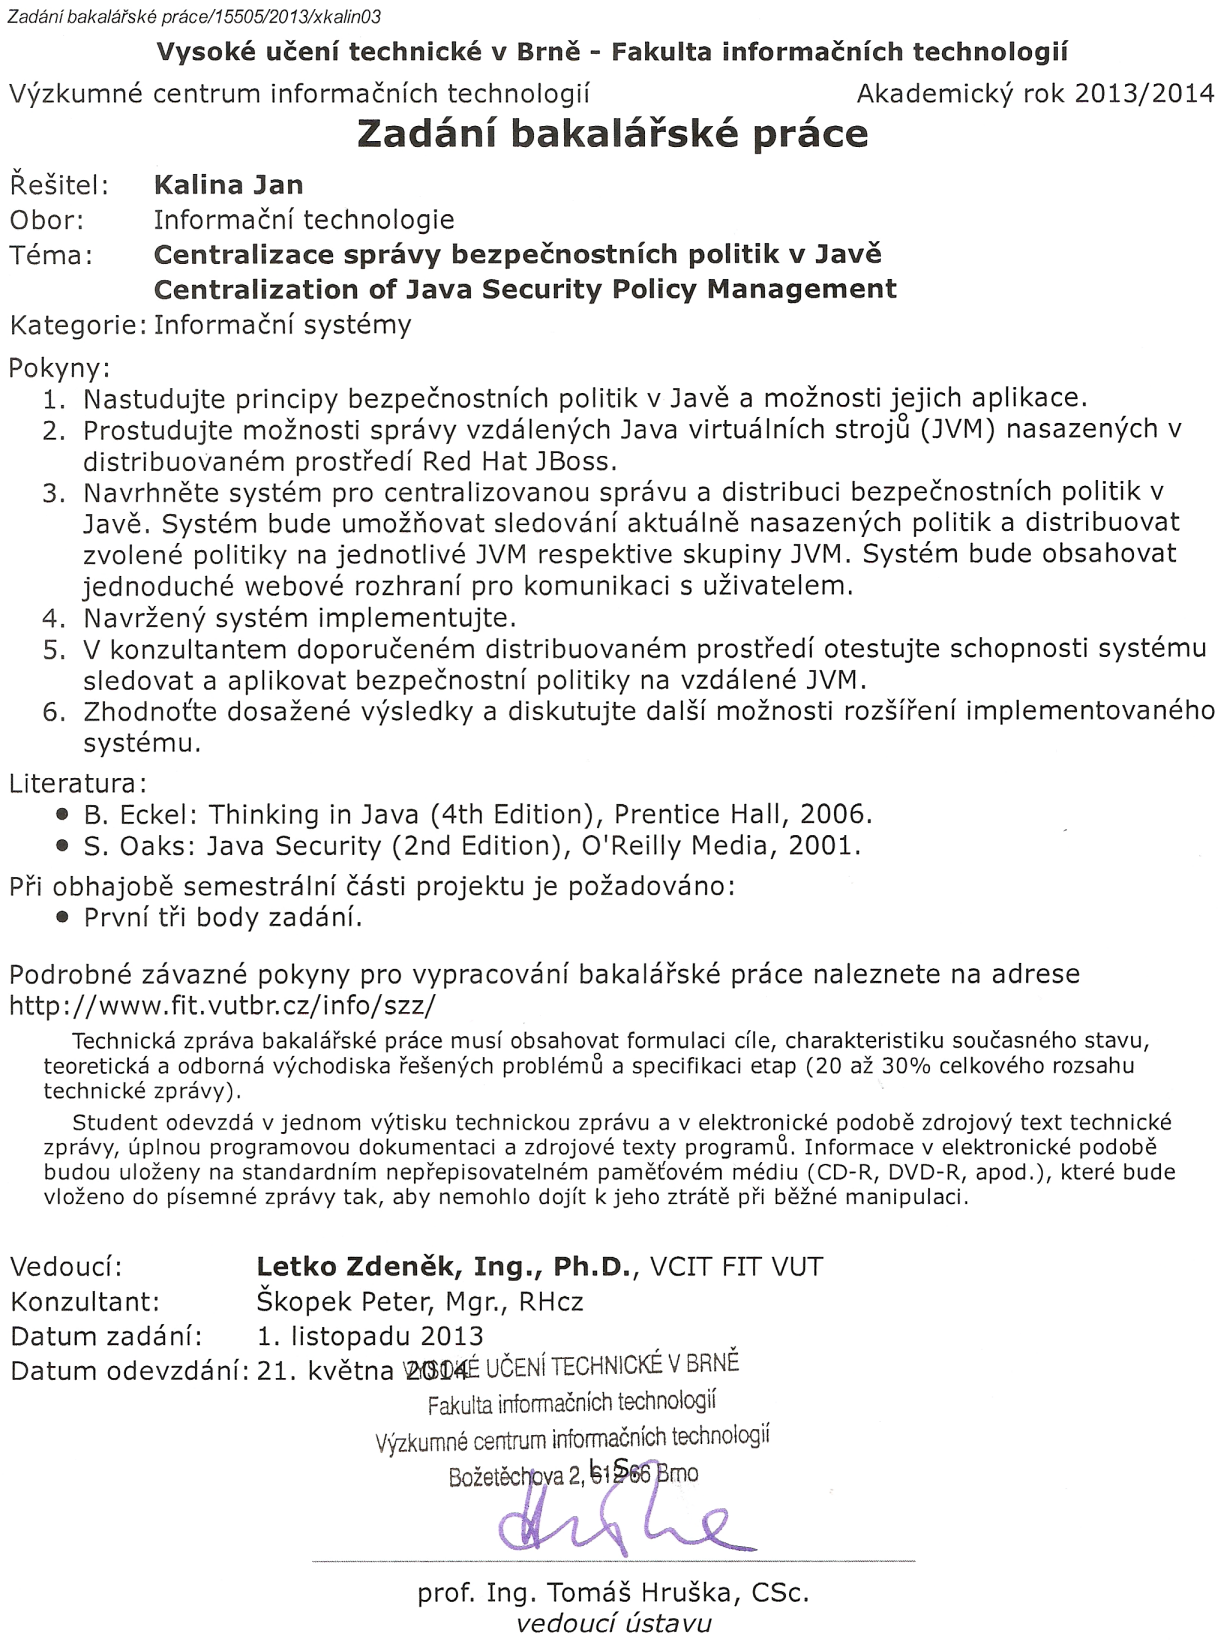 Zadání bakalářské práce/15505/2013/xkalin03
Vysoké učení technické v Brně - Fakulta informačních technologií
Výzkumné centrum informačních technologií Akademický rok 2013/2014
Zadání bakalářské práce
Řešitel: Kalina Jan
Obor: Informační technologie
Téma: Centralizace správy bezpečnostních politik v Javě
Centralization of Java Security Policy Management
Kategorie: Informační systémy
Pokyny:
1. Nastudujte principy bezpečnostních politik v Javě a možnosti jejich aplikace.
2. Prostudujte možnosti správy vzdálených Java virtuálních strojů (JVM) nasazených v
distribuovaném prostředí Red Hat JBoss.
3. Navrhněte systém pro centralizovanou správu a distribuci bezpečnostních politik v
Javě. Systém bude umožňovat sledování aktuálně nasazených politik a distribuovat
zvolené politiky na jednotlivé JVM respektive skupiny JVM. Systém bude obsahovat
jednoduché webové rozhraní pro komunikaci s uživatelem.
4. Navržený systém implementujte.
5. V konzultantem doporučeném distribuovaném prostředí otestujte schopnosti systému
sledovat a aplikovat bezpečnostní politiky na vzdálené JVM.
6. Zhodnoťte dosažené výsledky a diskutujte další možnosti rozšíření implementovaného
systému.
Literatura:
• B. Eckel: Thinking in Java (4th Edition), Prentice Hall, 2006.
• S. Oaks: Java Security (2nd Edition), O'Reilly Media, 2001.
Při obhajobě semestrální části projektu je požadováno:
• První tři body zadání.
Podrobné závazné pokyny pro vypracování bakalářské práce naleznete na adrese
http://www.fit.vutbr.cz/info/szz/
Technická zpráva bakalářské práce musí obsahovat formulaci cíle, charakteristiku současného stavu,
teoretická a odborná východiska řešených problémů a specifikaci etap (20 až 30% celkového rozsahu
technické zprávy).
Student odevzdá v jednom výtisku technickou zprávu a v elektronické podobě zdrojový text technické
zprávy, úplnou programovou dokumentaci a zdrojové texty programů. Informace v elektronické podobě
budou uloženy na standardním nepřepisovatelném paměťovém médiu (CD-R, DVD-R, apod.), které bude
vloženo do písemné zprávy tak, aby nemohlo dojít k jeho ztrátě při běžné manipulaci.
Vedoucí: Letko Zdeněk, Ing., Ph.D., VCIT FIT VUT
Konzultant: Škopek Peter, Mgr., RHcz
Datum zadání: 1. listopadu 2013
Datum odevzdání: 21. května 2014
VYSOKÉ UČENÍ TECHNICKÉ V BRNĚ
Fakulta informačních technologií
Výzkumné centrum informačních technologií
L.S.
Božetěchova 2, 612 66 Brno
prof. Ing. Tomáš Hruška, CSc.
vedoucí ústavu